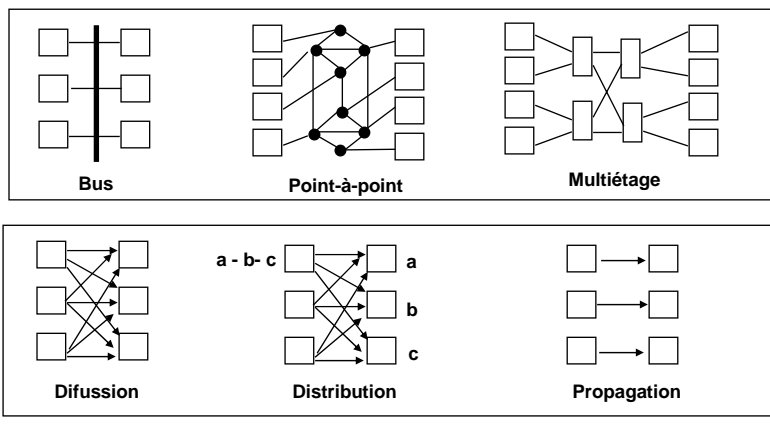 Bus
Point-à-point
Multiétage
a - b- c
a
b
c
Difussion
Distribution
Propagation